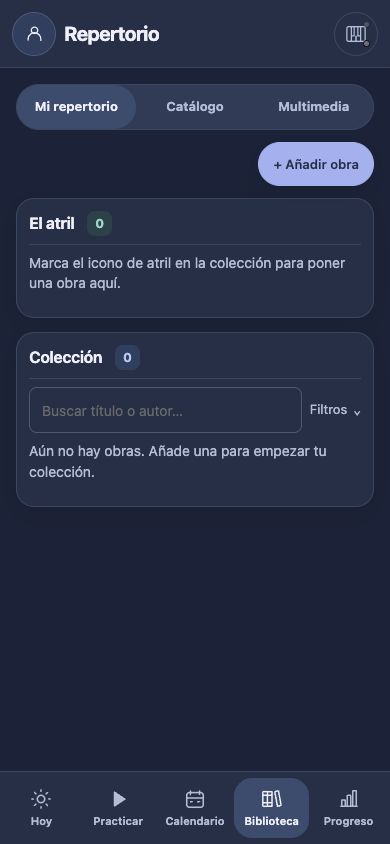 Repertorio
Mi repertorio
Catálogo
Multimedia
+ Añadir obra
El atril 0
Marca el icono de atril en la colección para poner
una obra aquí.
Colección 0
Buscar título o autor...
Filtros
Aún no hay obras. Añade una para empezar tu
colección.
Hoy
Practicar
Calendario
Biblioteca
Progreso